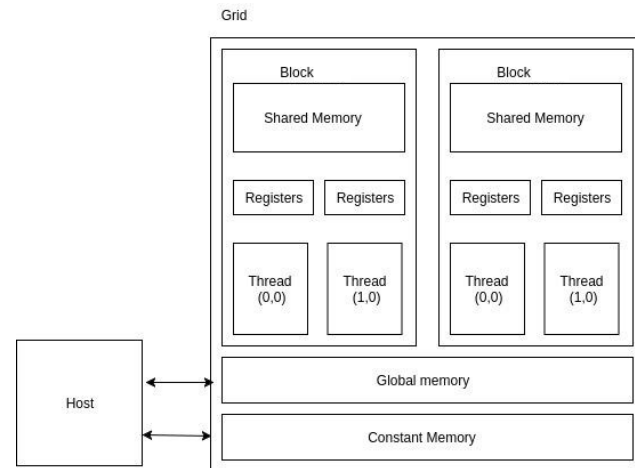 Grid
Block
Block
Shared Memory
Shared Memory
Registers
Registers
Registers
Registers
Thread
(0,0)
Thread
(1,0)
Thread
(0,0)
Thread
(1,0)
Host
Global memory
Constant Memory